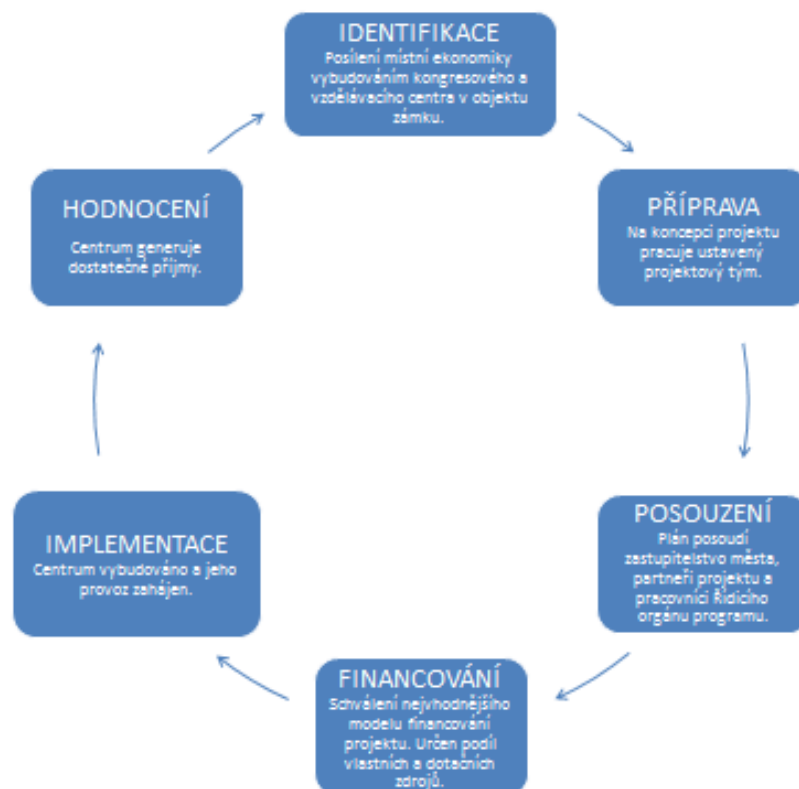 IDENTIFIKACE
Posílení místní ekonomiky
vybudováním kongresového a
vzdělávacího centra v objektu
zámku.
PŘÍPRAVA
Na koncepci projektu
pracuje ustavený
projektový tým.
POSOUZENÍ
Plán posoudí
zastupitelstvo města,
partneři projektu a
pracovníci Řídicího
orgánu programu.
FINANCOVÁNÍ
Schválení nejvhodnějšího
modelu financování
projektu. Určen podíl
vlastních a dotačních
zdrojů.
IMPLEMENTACE
Centrum vybudováno a jeho
provoz zahájen.
HODNOCENÍ
Centrum generuje
dostatečné příjmy.